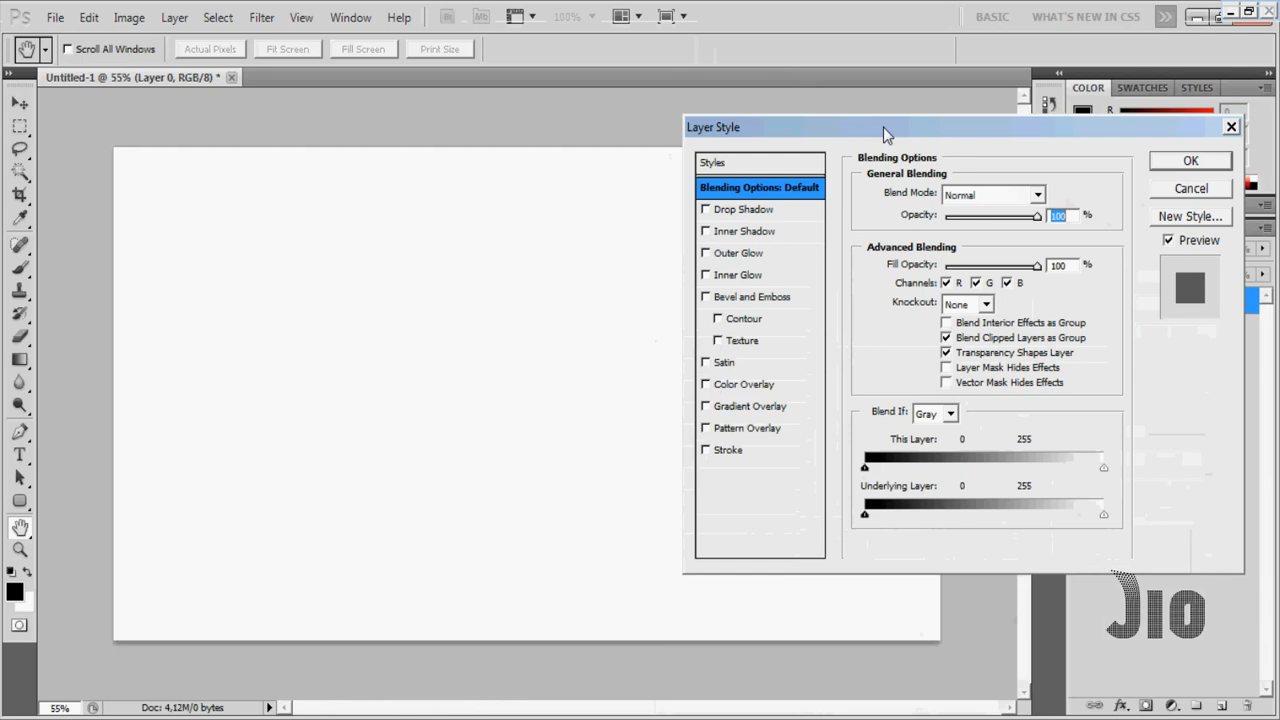 Ps File Edit Image Layer Select Filter View Window Help Br Mb 100% BASIC WHAT'S NEW IN CS5
Scroll All Windows Actual Pixels Fit Screen Fill Screen Print Size
Untitled-1 @ 55% (Layer 0, RGB/8) *
COLOR SWATCHES STYLES
R
Layer Style
Styles
Blending Options: Default
Drop Shadow
Inner Shadow
Outer Glow
Inner Glow
Bevel and Emboss
Contour
Texture
Satin
Color Overlay
Gradient Overlay
Pattern Overlay
Stroke
Blending Options
General Blending
Blend Mode: Normal
Opacity: 100 %
Advanced Blending
Fill Opacity: 100 %
Channels: R G B
Knockout: None
Blend Interior Effects as Group
Blend Clipped Layers as Group
Transparency Shapes Layer
Layer Mask Hides Effects
Vector Mask Hides Effects
Blend If: Gray
This Layer: 0 255
Underlying Layer: 0 255
OK
Cancel
New Style...
Preview
JIO
55% Doc: 4,12M/0 bytes